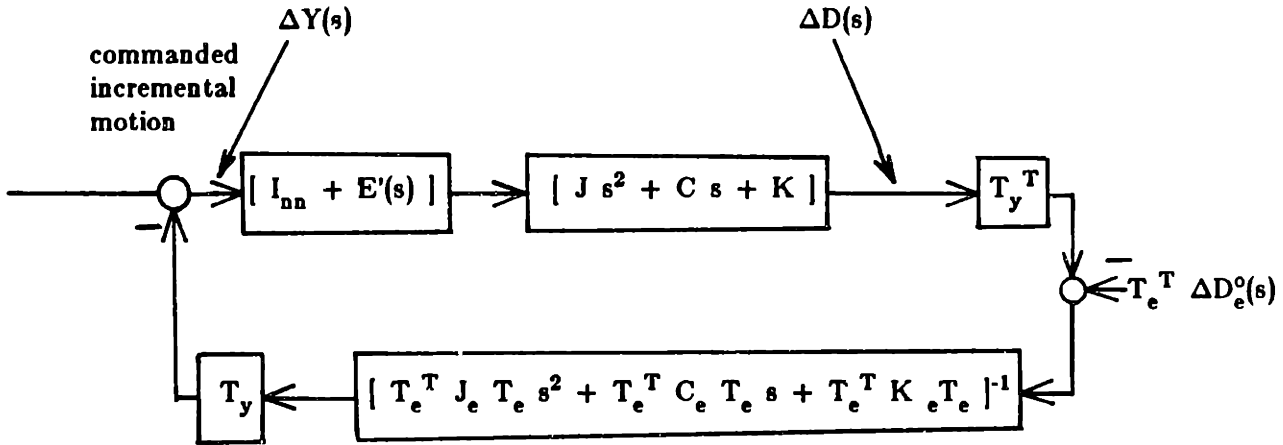 ΔY(s)
ΔD(s)
commanded
incremental
motion
[ I_nn + E'(s) ]
[ J s² + C s + K ]
T_y^T
−
−
T_e^T ΔD_e°(s)
T_y
[ T_e^T J_e T_e s² + T_e^T C_e T_e s + T_e^T K_e T_e ]⁻¹